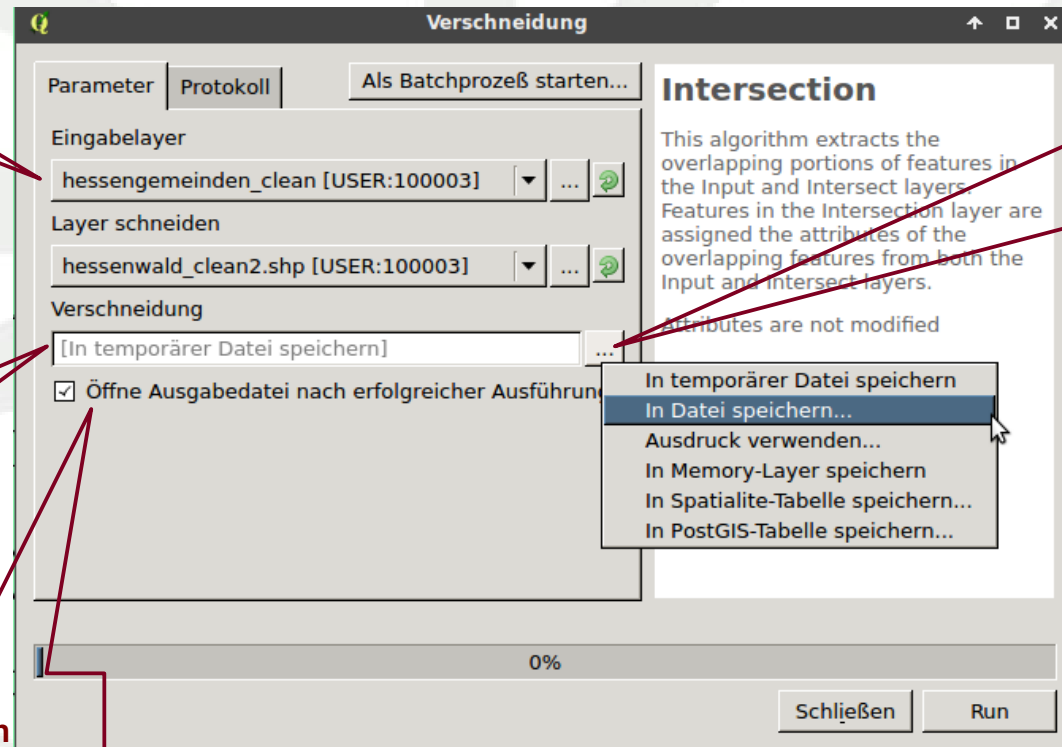 Verschneidung
Parameter
Protokoll
Als Batchprozeß starten...
Eingabelayer
hessengemeinden_clean [USER:100003]
...
Layer schneiden
hessenwald_clean2.shp [USER:100003]
...
Verschneidung
[In temporärer Datei speichern]
...
Öffne Ausgabedatei nach erfolgreicher Ausführung
Intersection
This algorithm extracts the
overlapping portions of features in
the Input and Intersect layers.
Features in the Intersection layer are
assigned the attributes of the
overlapping features from both the
Input and Intersect layers.
Attributes are not modified
In temporärer Datei speichern
In Datei speichern...
Ausdruck verwenden...
In Memory-Layer speichern
In Spatialite-Tabelle speichern...
In PostGIS-Tabelle speichern...
0%
Schließen
Run
n